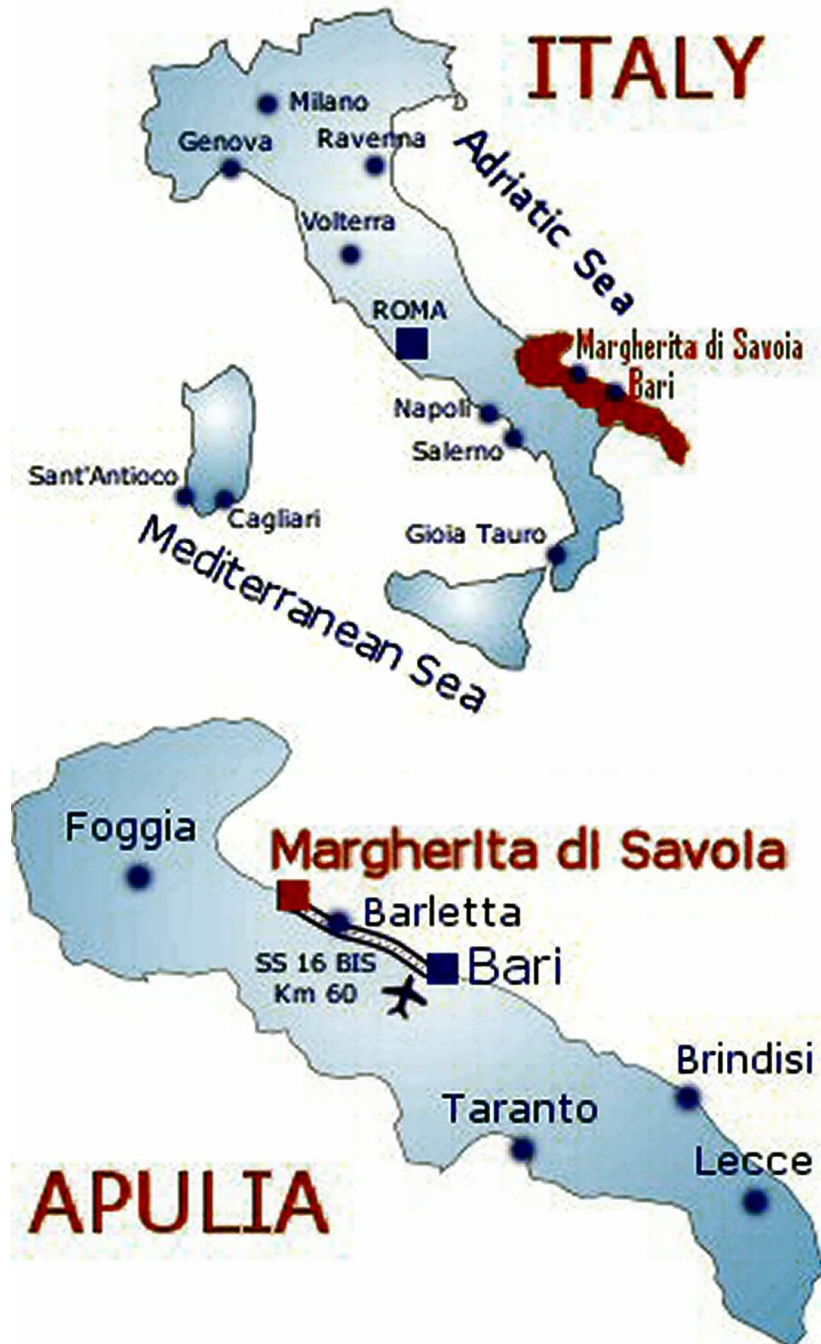 ITALY
Milano
Genova
Ravenna
Adriatic Sea
Volterra
ROMA
Margherita di Savoia
Bari
Napoli
Salerno
Sant'Antioco
Cagliari
Gioia Tauro
Mediterranean Sea
Foggia
Margherita di Savoia
Barletta
SS 16 BIS
Km 60
Bari
Brindisi
Taranto
Lecce
APULIA